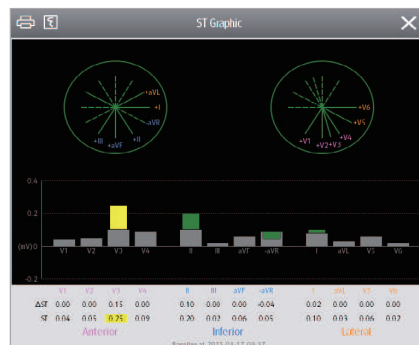 ST Graphic
+aVL
+I
-aVR
+II
+aVF
+III
+V6
+V5
+V4
+V3
+V2
+V1
0.4
0.2
(mV)0
-0.2
V1 V2 V3 V4 II III aVF -aVR I aVL V5 V6
V1 V2 V3 V4 II III aVF -aVR I aVL V5 V6
ΔST 0.00 0.00 0.15 0.00 0.10 0.00 0.00 -0.04 0.02 0.00 0.00 0.00
ST 0.04 0.05 0.25 0.09 0.20 0.02 0.06 0.05 0.10 0.03 0.06 0.02
Anterior Inferior Lateral